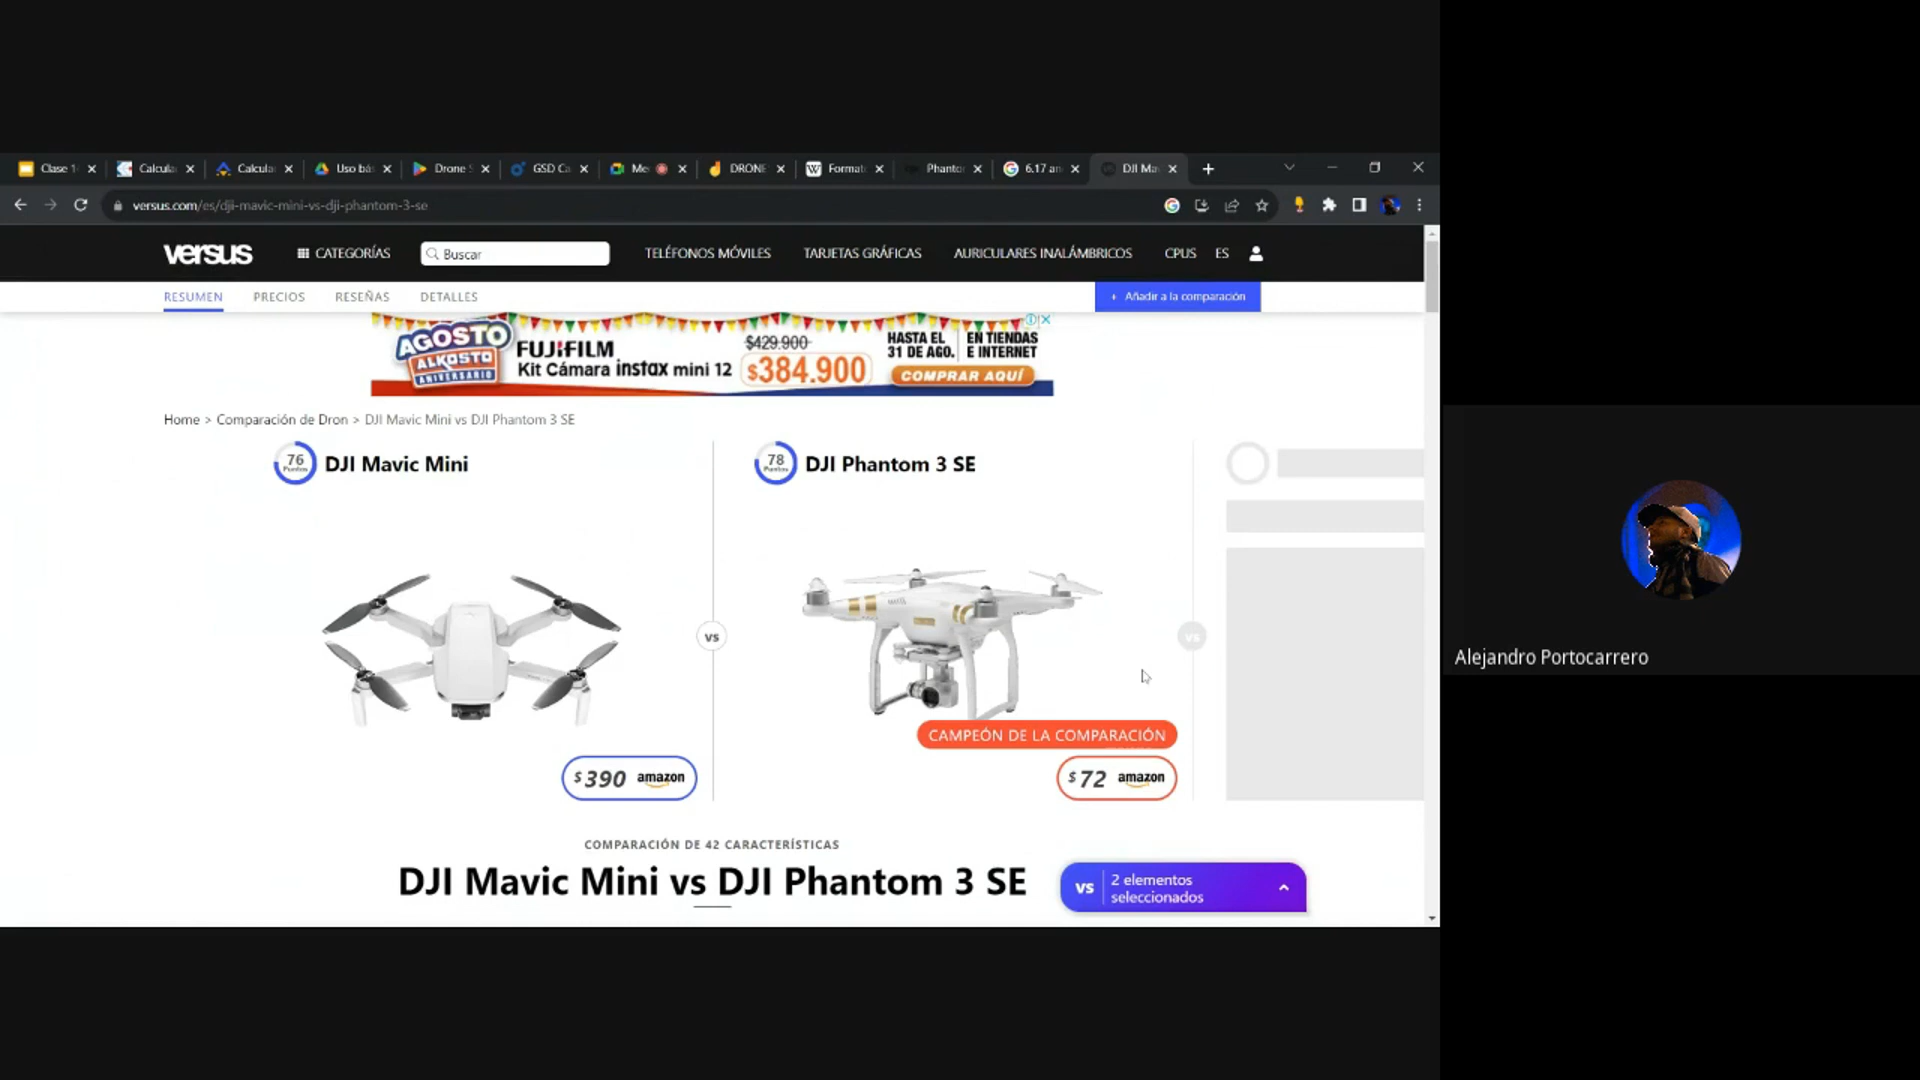 Clase 1
Calcula
Calcula
Uso bá
Drone S
GSD Ca
Me
DRONE
Format
Phanto
6.17 an
DJI Ma
versus.com/es/dji-mavic-mini-vs-dji-phantom-3-se
versus
CATEGORÍAS
Buscar
TELÉFONOS MÓVILES
TARJETAS GRÁFICAS
AURICULARES INALÁMBRICOS
CPUS
ES
RESUMEN
PRECIOS
RESEÑAS
DETALLES
+ Añadir a la comparación
AGOSTO
ALKOSTO
ANIVERSARIO
FUJIFILM
Kit Cámara instax mini 12
$429.900
$384.900
HASTA EL
31 DE AGO.
EN TIENDAS
E INTERNET
COMPRAR AQUÍ
Home > Comparación de Dron > DJI Mavic Mini vs DJI Phantom 3 SE
76
Puntos
DJI Mavic Mini
78
Puntos
DJI Phantom 3 SE
vs
vs
CAMPEÓN DE LA COMPARACIÓN
$390 amazon
$72 amazon
COMPARACIÓN DE 42 CARACTERÍSTICAS
DJI Mavic Mini vs DJI Phantom 3 SE
vs
2 elementos
seleccionados
Alejandro Portocarrero